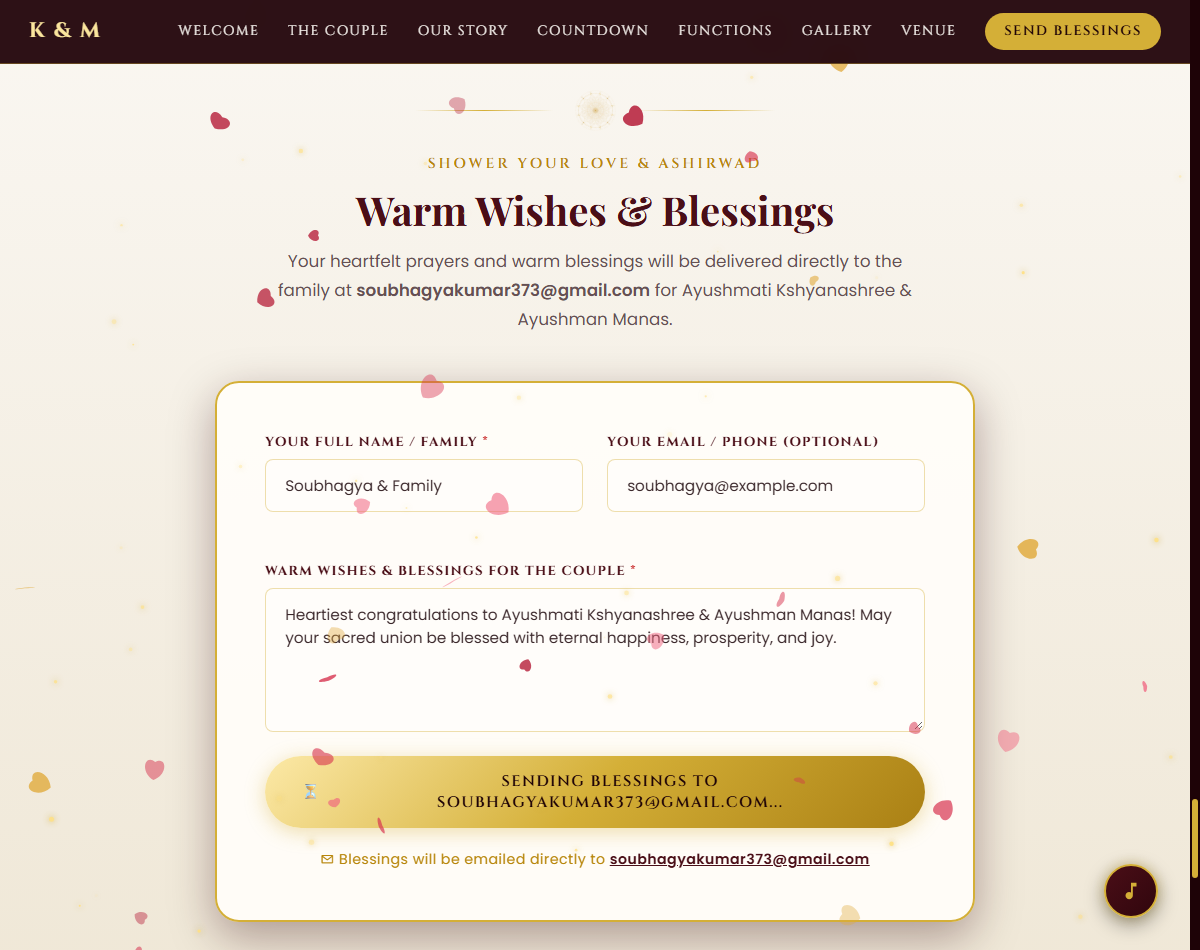 K & M
WELCOME
THE COUPLE
OUR STORY
COUNTDOWN
FUNCTIONS
GALLERY
VENUE
SEND BLESSINGS
SHOWER YOUR LOVE & ASHIRWAD
Warm Wishes & Blessings
Your heartfelt prayers and warm blessings will be delivered directly to the
family at soubhagyakumar373@gmail.com for Ayushmati Kshyanashree &
Ayushman Manas.
YOUR FULL NAME / FAMILY *
YOUR EMAIL / PHONE (OPTIONAL)
Soubhagya & Family
soubhagya@example.com
WARM WISHES & BLESSINGS FOR THE COUPLE *
Heartiest congratulations to Ayushmati Kshyanashree & Ayushman Manas! May
your sacred union be blessed with eternal happiness, prosperity, and joy.
SENDING BLESSINGS TO
SOUBHAGYAKUMAR373@GMAIL.COM...
Blessings will be emailed directly to soubhagyakumar373@gmail.com